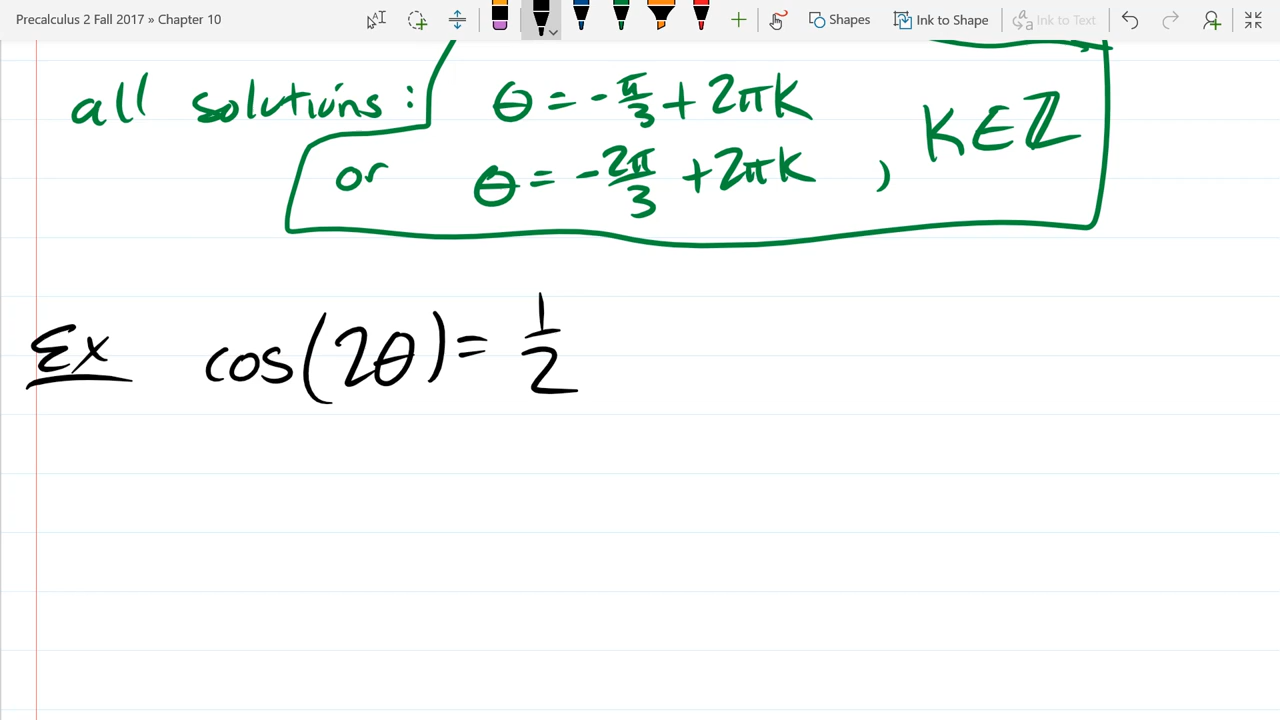 Precalculus 2 Fall 2017 » Chapter 10
Shapes
Ink to Shape
Ink to Text
all solutions: θ = -π/3 + 2πK
or θ = -2π/3 + 2πK , K ∈ ℤ
Ex cos(2θ) = 1/2